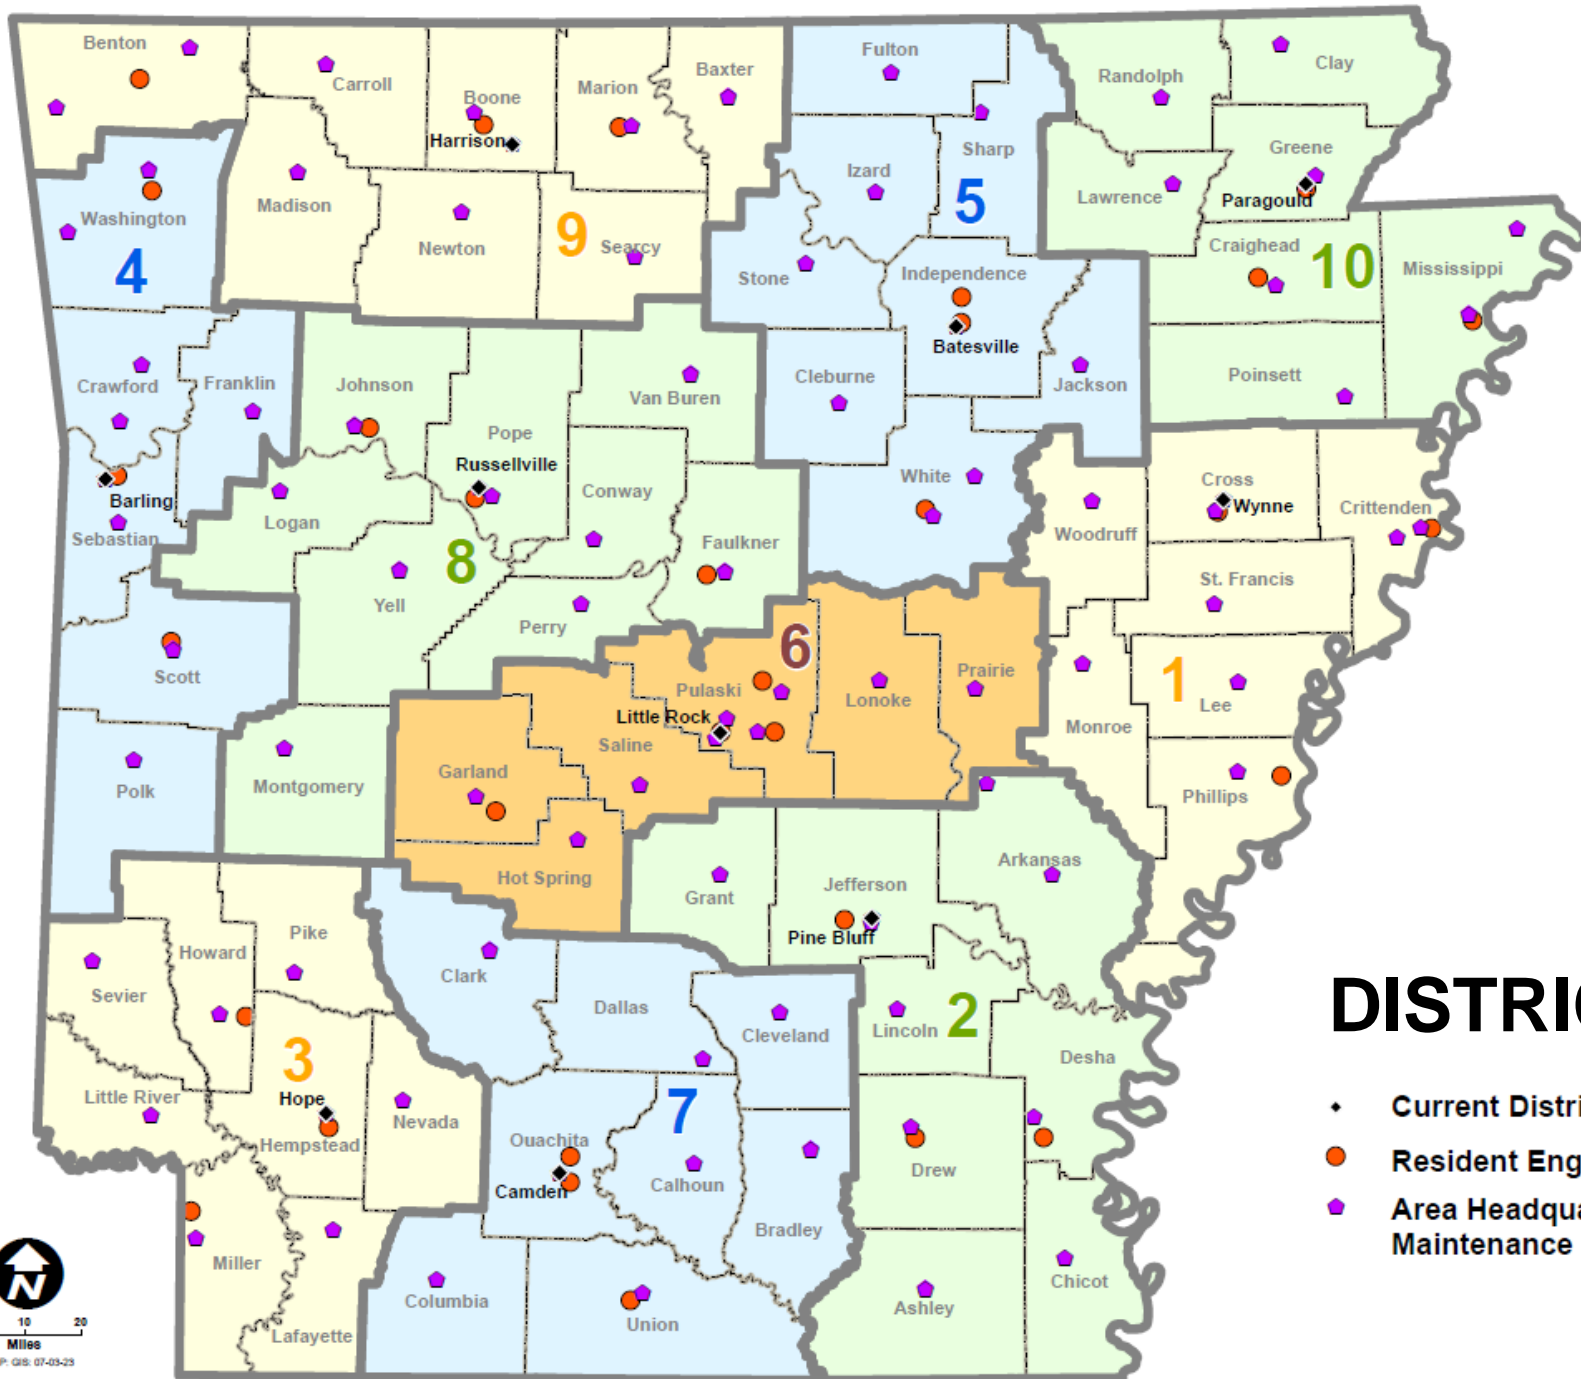 Benton
Carroll
Boone
Harrison
Marion
Baxter
Fulton
Randolph
Clay
Washington
4
Madison
Newton
9
Searcy
Izard
Sharp
5
Lawrence
Greene
Paragould
Stone
Independence
Batesville
Craighead
10
Mississippi
Crawford
Franklin
Johnson
Pope
Russellville
Van Buren
Cleburne
Jackson
Poinsett
Barling
Sebastian
Logan
Conway
White
Woodruff
Cross
Wynne
Crittenden
8
Faulkner
Yell
Perry
St. Francis
Scott
6
Pulaski
Little Rock
Saline
Lonoke
Prairie
1
Lee
Monroe
Polk
Montgomery
Garland
Hot Spring
Phillips
Grant
Jefferson
Pine Bluff
Arkansas
Sevier
Howard
Pike
Clark
Dallas
Cleveland
Lincoln
2
Desha
3
Hope
Hempstead
Little River
Nevada
Ouachita
Camden
7
Calhoun
Bradley
Drew
Miller
Lafayette
Columbia
Union
Ashley
Chicot
DISTRIC
Current Distri
Resident Eng
Area Headqua
Maintenance
N
10 20
Miles
P: GIS: 07-03-23